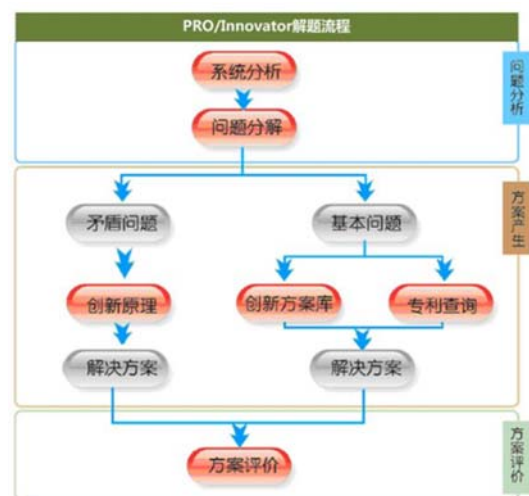 PRO/Innovator解题流程
系统分析
问题分析
问题分解
矛盾问题
基本问题
方案产生
创新原理
创新方案库
专利查询
解决方案
解决方案
方案评价
方案评价